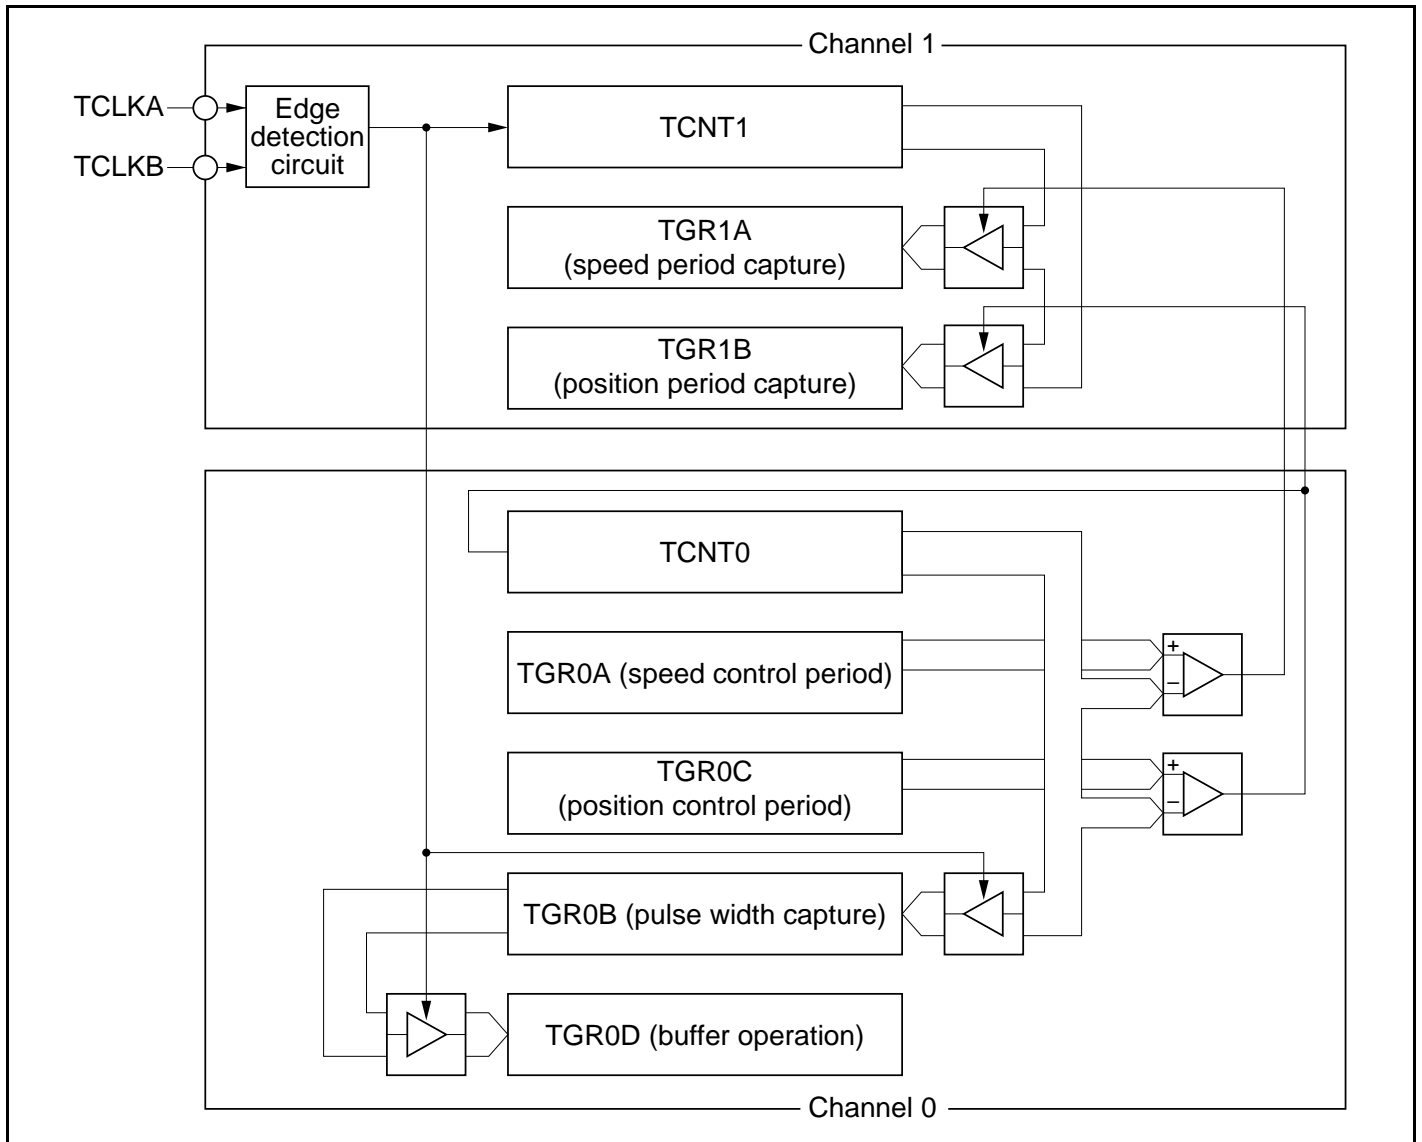 Channel 1
TCLKA
TCLKB
Edge
detection
circuit
TCNT1
TGR1A
(speed period capture)
TGR1B
(position period capture)
TCNT0
TGR0A (speed control period)
+
–
TGR0C
(position control period)
+
–
TGR0B (pulse width capture)
TGR0D (buffer operation)
Channel 0